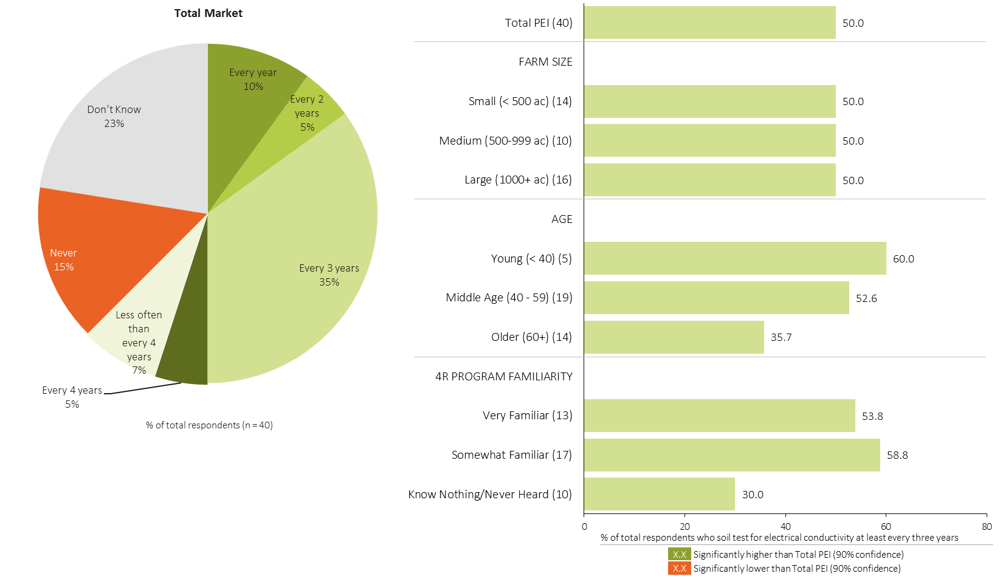 Total Market
Every year
10%
Every 2
years
5%
Every 3 years
35%
Every 4 years
5%
Less often
than
every 4
years
7%
Never
15%
Don't Know
23%
% of total respondents (n = 40)
Total PEI (40)
50.0
FARM SIZE
Small (< 500 ac) (14)
50.0
Medium (500-999 ac) (10)
50.0
Large (1000+ ac) (16)
50.0
AGE
Young (< 40) (5)
60.0
Middle Age (40 - 59) (19)
52.6
Older (60+) (14)
35.7
4R PROGRAM FAMILIARITY
Very Familiar (13)
53.8
Somewhat Familiar (17)
58.8
Know Nothing/Never Heard (10)
30.0
0 20 40 60 80
% of total respondents who soil test for electrical conductivity at least every three years
X.X Significantly higher than Total PEI (90% confidence)
X.X Significantly lower than Total PEI (90% confidence)